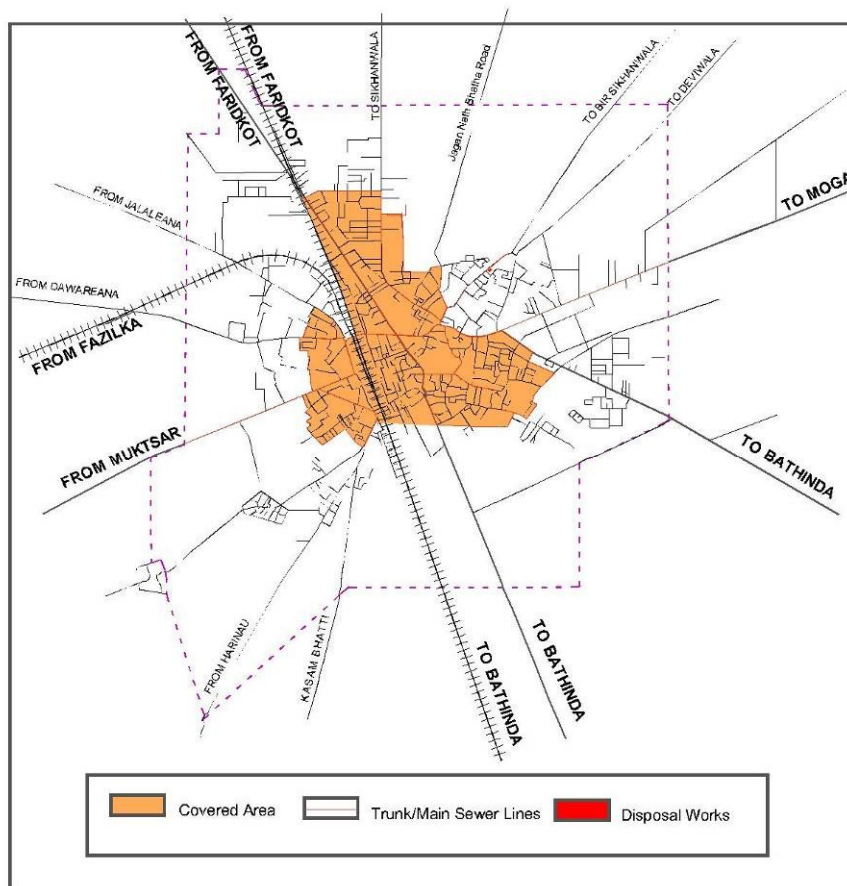 FROM FARIDKOT
FROM FARIDKOT
TO SIKHANWALA
Jagan Nath Bhatha Road
TO BIR SIKHANWALA
TO DEVIWALA
TO MOGA
FROM JALALEANA
FROM DAWAREANA
FROM FAZILKA
FROM MUKTSAR
TO BATHINDA
FROM HARINAU
KASAM BHATTI
TO BATHINDA
TO BATHINDA
Covered Area
Trunk/Main Sewer Lines
Disposal Works